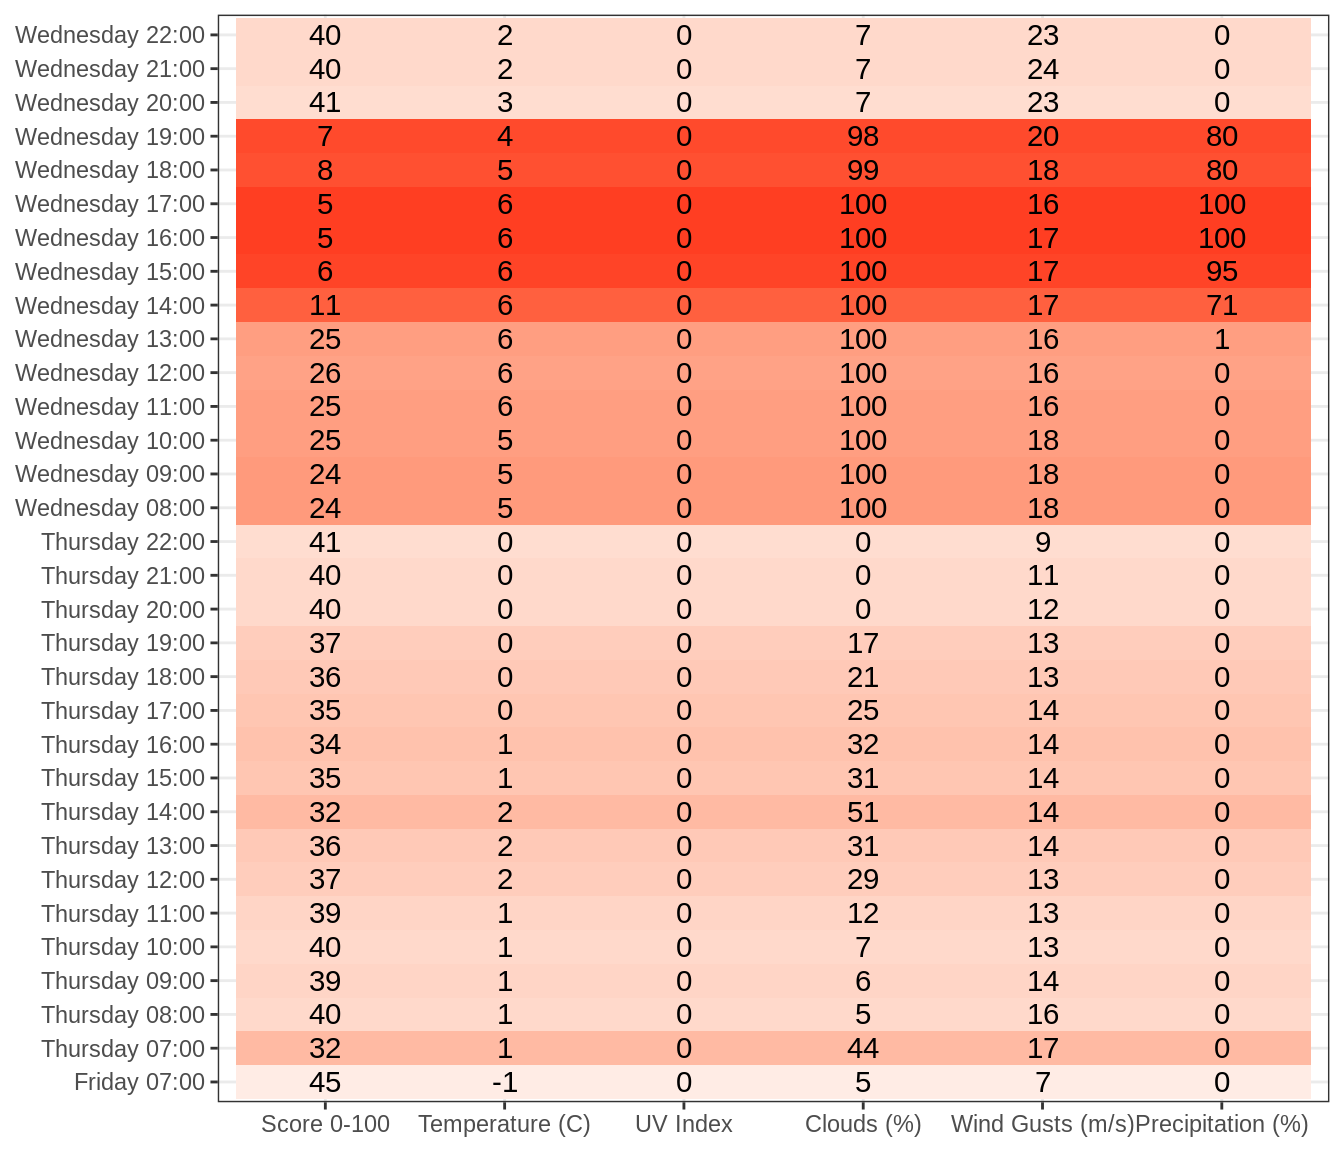 Wednesday 22:00 40 2 0 7 23 0
Wednesday 21:00 40 2 0 7 24 0
Wednesday 20:00 41 3 0 7 23 0
Wednesday 19:00 7 4 0 98 20 80
Wednesday 18:00 8 5 0 99 18 80
Wednesday 17:00 5 6 0 100 16 100
Wednesday 16:00 5 6 0 100 17 100
Wednesday 15:00 6 6 0 100 17 95
Wednesday 14:00 11 6 0 100 17 71
Wednesday 13:00 25 6 0 100 16 1
Wednesday 12:00 26 6 0 100 16 0
Wednesday 11:00 25 6 0 100 16 0
Wednesday 10:00 25 5 0 100 18 0
Wednesday 09:00 24 5 0 100 18 0
Wednesday 08:00 24 5 0 100 18 0
Thursday 22:00 41 0 0 0 9 0
Thursday 21:00 40 0 0 0 11 0
Thursday 20:00 40 0 0 0 12 0
Thursday 19:00 37 0 0 17 13 0
Thursday 18:00 36 0 0 21 13 0
Thursday 17:00 35 0 0 25 14 0
Thursday 16:00 34 1 0 32 14 0
Thursday 15:00 35 1 0 31 14 0
Thursday 14:00 32 2 0 51 14 0
Thursday 13:00 36 2 0 31 14 0
Thursday 12:00 37 2 0 29 13 0
Thursday 11:00 39 1 0 12 13 0
Thursday 10:00 40 1 0 7 13 0
Thursday 09:00 39 1 0 6 14 0
Thursday 08:00 40 1 0 5 16 0
Thursday 07:00 32 1 0 44 17 0
Friday 07:00 45 -1 0 5 7 0
Score 0-100 Temperature (C) UV Index Clouds (%) Wind Gusts (m/s) Precipitation (%)